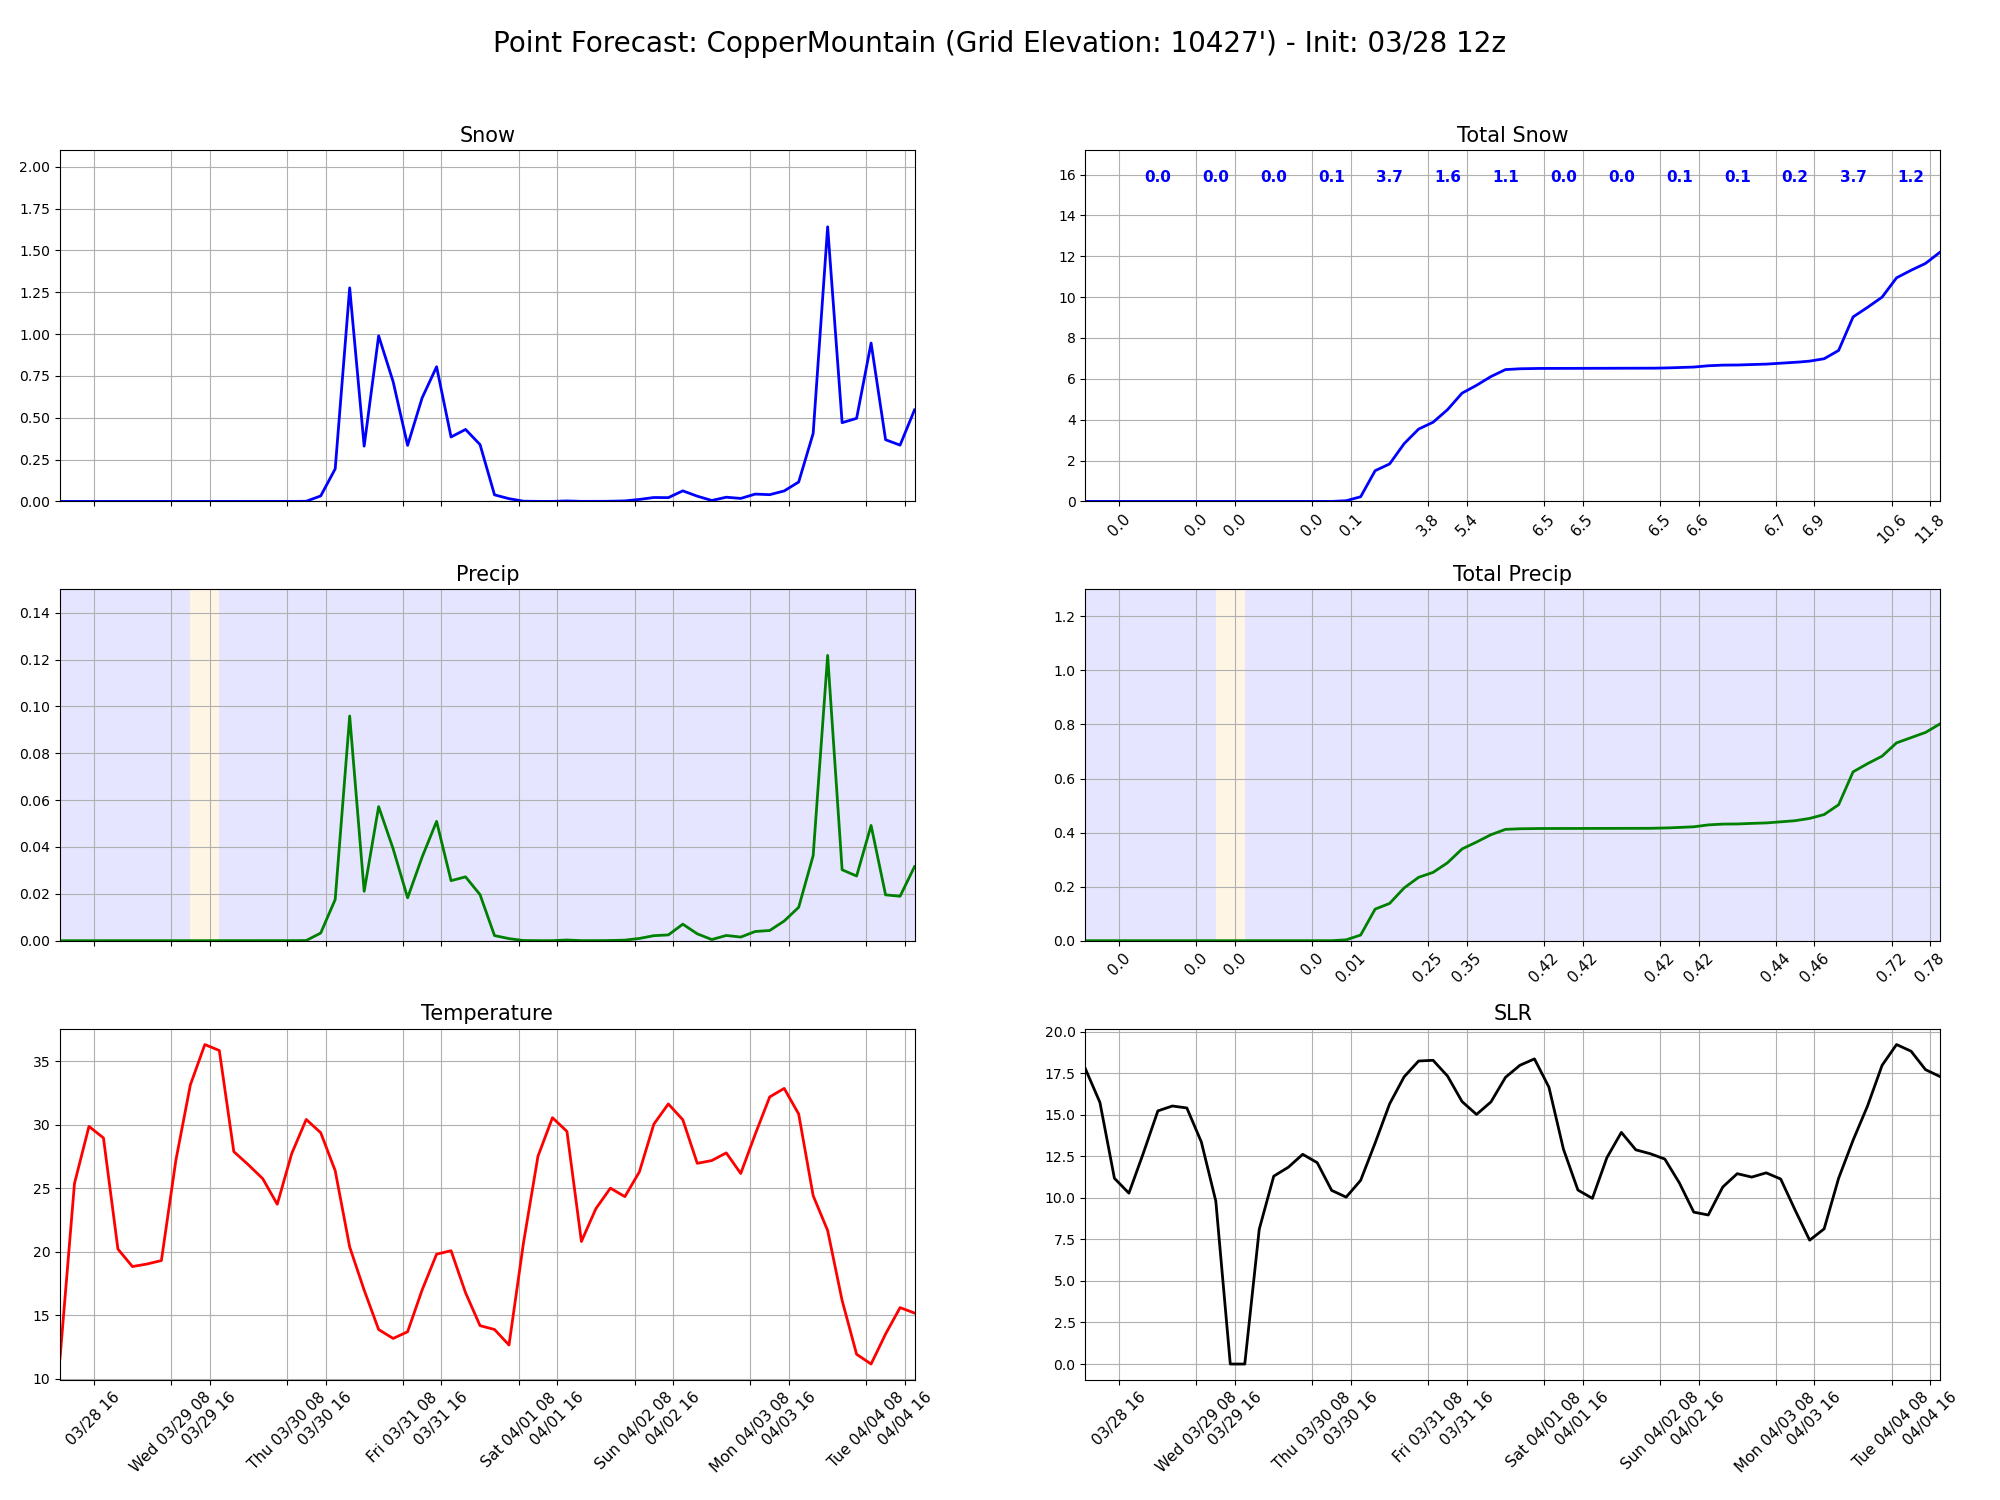 Point Forecast: CopperMountain (Grid Elevation: 10427') - Init: 03/28 12z
Snow
2.00
1.75
1.50
1.25
1.00
0.75
0.50
0.25
0.00
Total Snow
0.0 0.0 0.0 0.1 3.7 1.6 1.1 0.0 0.0 0.1 0.1 0.2 3.7 1.2
16
14
12
10
8
6
4
2
0
0.0 0.0 0.0 0.0 0.1 3.8 5.4 6.5 6.5 6.5 6.6 6.7 6.9 10.6 11.8
Precip
0.14
0.12
0.10
0.08
0.06
0.04
0.02
0.00
Total Precip
1.2
1.0
0.8
0.6
0.4
0.2
0.0
0.0 0.0 0.0 0.0 0.01 0.25 0.35 0.42 0.42 0.42 0.42 0.44 0.46 0.72 0.78
Temperature
35
30
25
20
15
10
03/28 16
Wed 03/29 08
03/29 16
Thu 03/30 08
03/30 16
Fri 03/31 08
03/31 16
Sat 04/01 08
04/01 16
Sun 04/02 08
04/02 16
Mon 04/03 08
04/03 16
Tue 04/04 08
04/04 16
SLR
20.0
17.5
15.0
12.5
10.0
7.5
5.0
2.5
0.0
03/28 16
Wed 03/29 08
03/29 16
Thu 03/30 08
03/30 16
Fri 03/31 08
03/31 16
Sat 04/01 08
04/01 16
Sun 04/02 08
04/02 16
Mon 04/03 08
04/03 16
Tue 04/04 08
04/04 16